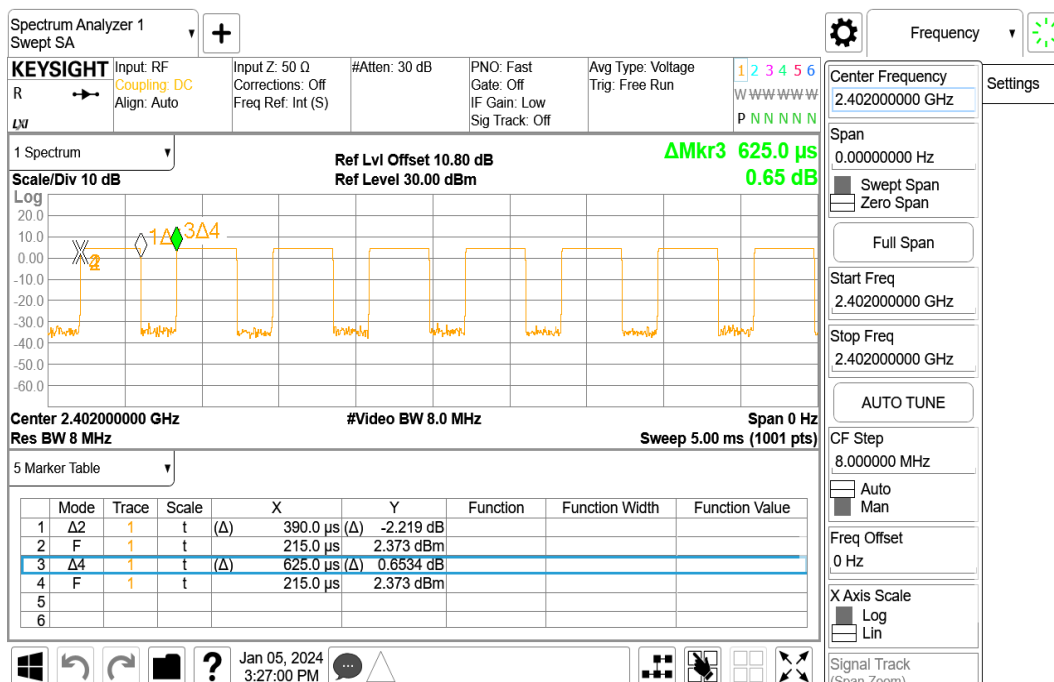 Spectrum Analyzer 1
Swept SA
+
Frequency
Settings
KEYSIGHT
R
LXI
Input: RF
Coupling: DC
Align: Auto
Input Z: 50 Ω
Corrections: Off
Freq Ref: Int (S)
#Atten: 30 dB
PNO: Fast
Gate: Off
IF Gain: Low
Sig Track: Off
Avg Type: Voltage
Trig: Free Run
1 2 3 4 5 6
W W W W W W
P N N N N N
1 Spectrum
Scale/Div 10 dB
Ref Lvl Offset 10.80 dB
Ref Level 30.00 dBm
ΔMkr3 625.0 µs
0.65 dB
Log
20.0
10.0
0.00
-10.0
-20.0
-30.0
-40.0
-50.0
-60.0
1Δ
3Δ4
Center 2.402000000 GHz
#Video BW 8.0 MHz
Span 0 Hz
Res BW 8 MHz
Sweep 5.00 ms (1001 pts)
5 Marker Table
Mode Trace Scale X Y Function Function Width Function Value
1 Δ2 1 t (Δ) 390.0 µs (Δ) -2.219 dB
2 F 1 t 215.0 µs 2.373 dBm
3 Δ4 1 t (Δ) 625.0 µs (Δ) 0.6534 dB
4 F 1 t 215.0 µs 2.373 dBm
5
6
?
Jan 05, 2024
3:27:00 PM
Center Frequency
2.402000000 GHz
Span
0.00000000 Hz
Swept Span
Zero Span
Full Span
Start Freq
2.402000000 GHz
Stop Freq
2.402000000 GHz
AUTO TUNE
CF Step
8.000000 MHz
Auto
Man
Freq Offset
0 Hz
X Axis Scale
Log
Lin
Signal Track
(Span Zoom)